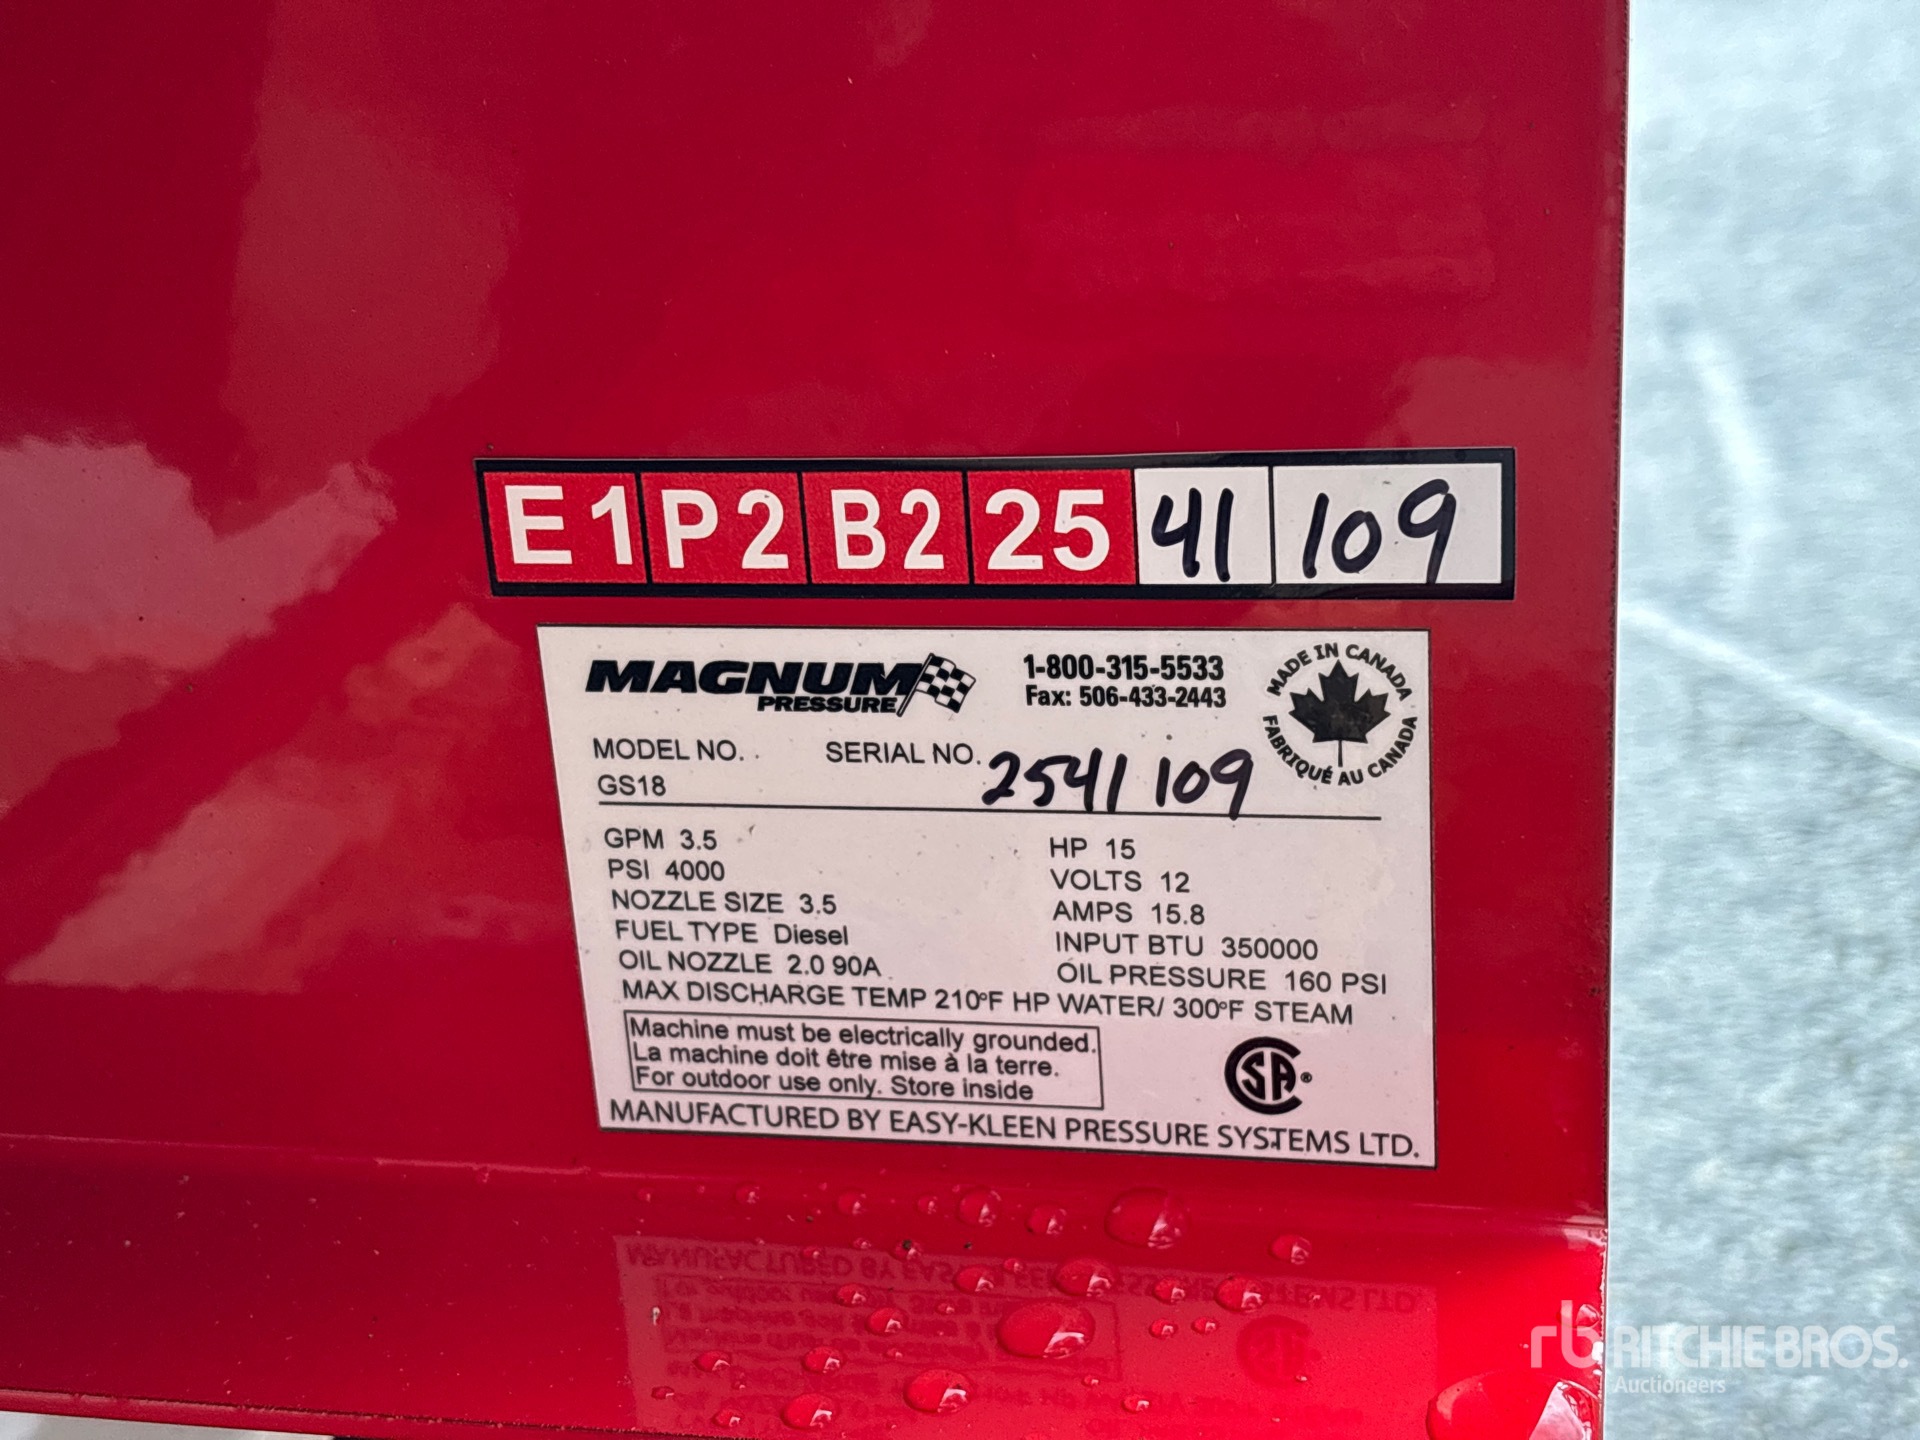 E1 P2 B2 25 41 109
MAGNUM
PRESSURE
1-800-315-5533
Fax: 506-433-2443
MADE IN CANADA
FABRIQUÉ AU CANADA
MODEL NO. SERIAL NO. 2541109
GS18
GPM 3.5 HP 15
PSI 4000 VOLTS 12
NOZZLE SIZE 3.5 AMPS 15.8
FUEL TYPE Diesel INPUT BTU 350000
OIL NOZZLE 2.0 90A OIL PRESSURE 160 PSI
MAX DISCHARGE TEMP 210°F HP WATER/ 300°F STEAM
Machine must be electrically grounded.
La machine doit être mise à la terre.
For outdoor use only. Store inside
CSA®
MANUFACTURED BY EASY-KLEEN PRESSURE SYSTEMS LTD.
rb RITCHIE BROS.
Auctioneers